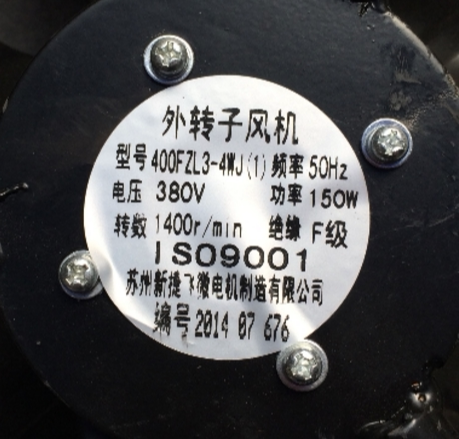 外转子风机
型号 400FZL3-4WJ(1) 频率 50Hz
电压 380V 功率 150W
转数 1400r/min 绝缘 F级
ISO9001
苏州新捷飞微电机制造有限公司
编号 2014 07 676